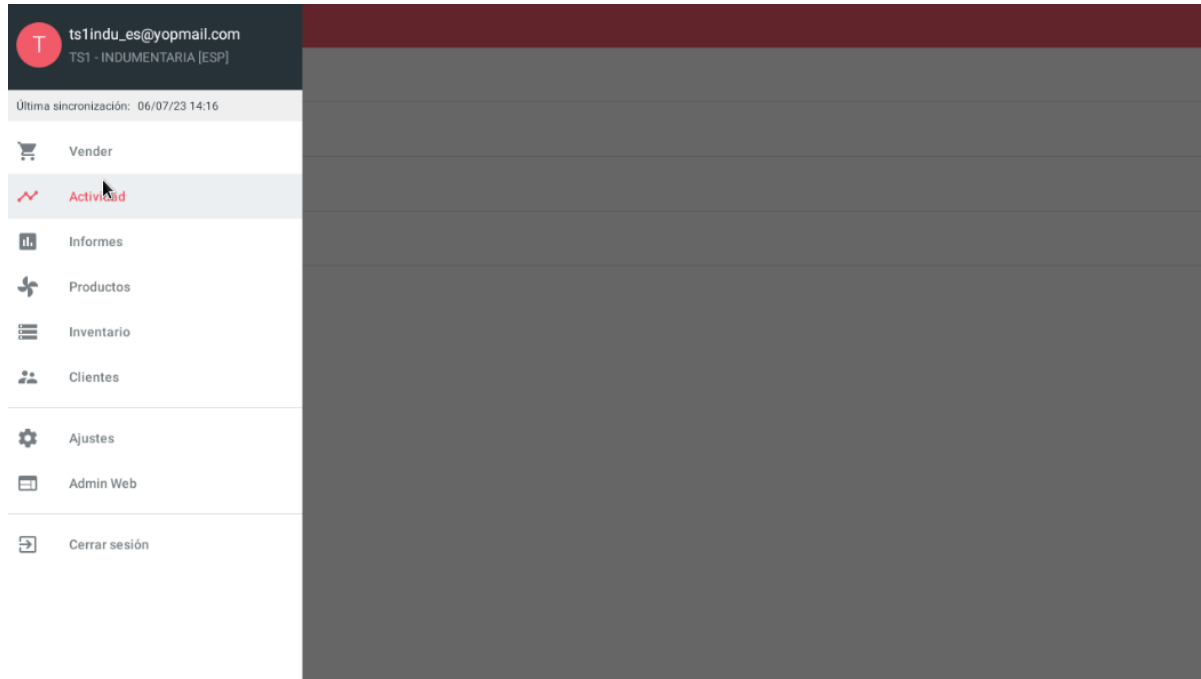 T
ts1indu_es@yopmail.com
TS1 - INDUMENTARIA [ESP]
Última sincronización: 06/07/23 14:16
Vender
Actividad
Informes
Productos
Inventario
Clientes
Ajustes
Admin Web
Cerrar sesión